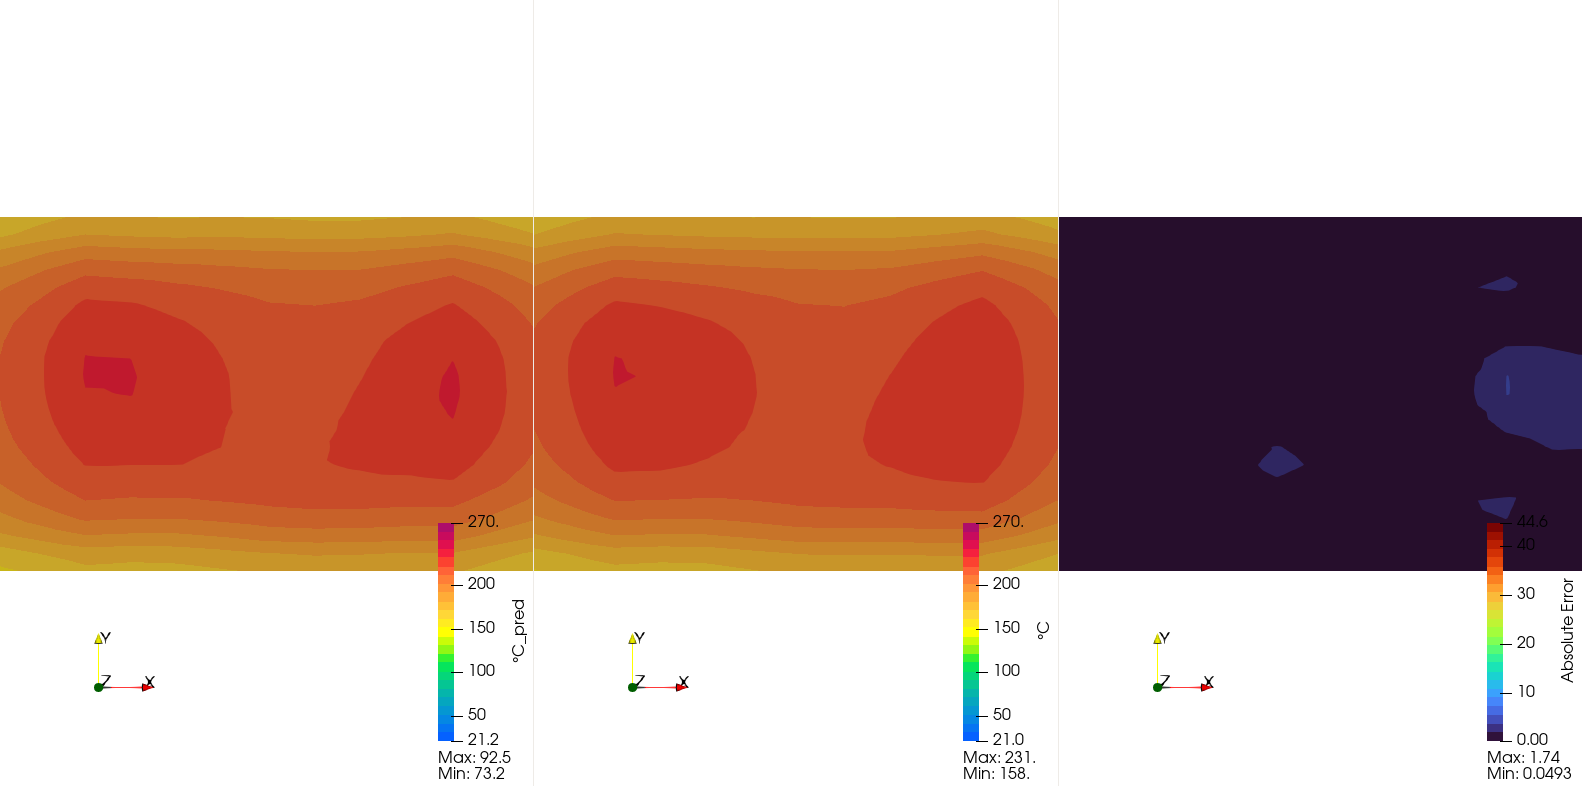 270.
200
150
100
50
21.2
°C_pred
Max: 92.5
Min: 73.2
Y
Z
X
270.
200
150
100
50
21.0
°C
Max: 231.
Min: 158.
Y
Z
X
44.6
40
30
20
10
0.00
Absolute Error
Max: 1.74
Min: 0.0493
Y
Z
X